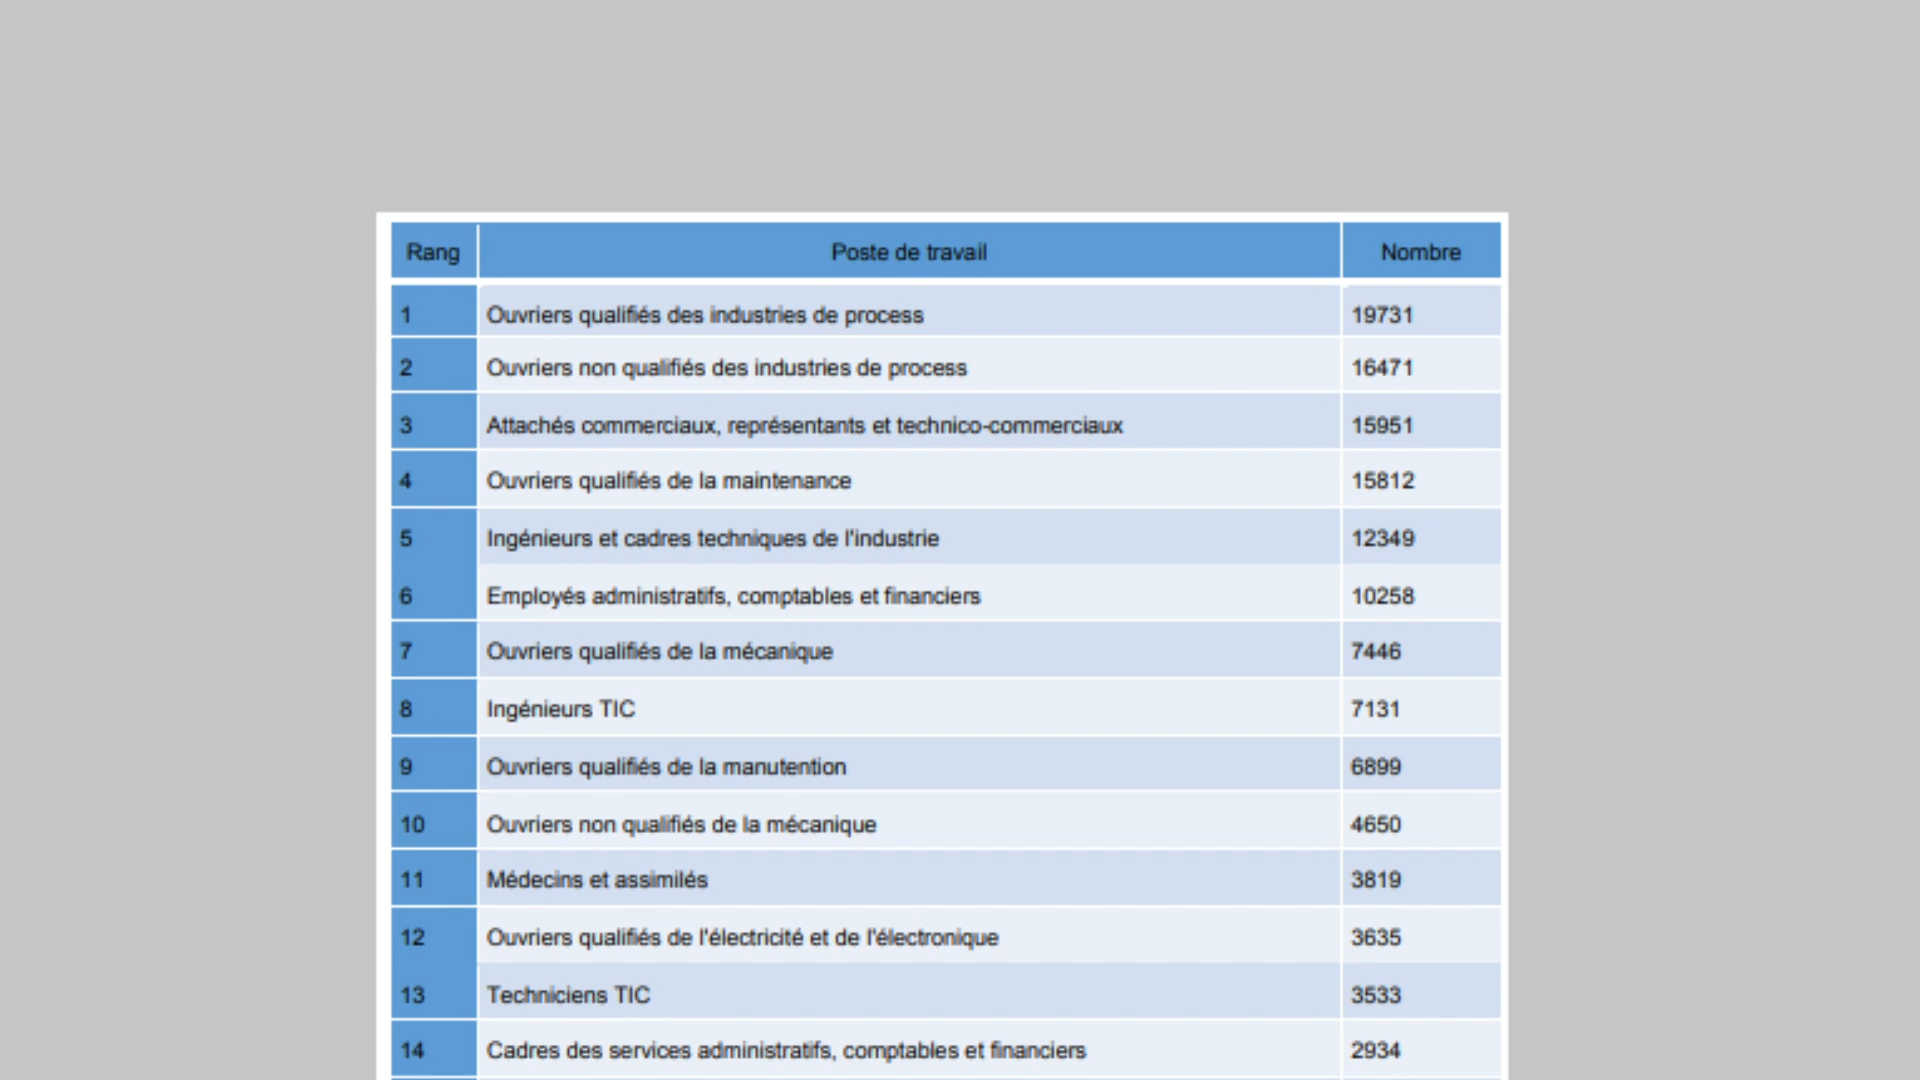 Rang Poste de travail Nombre
1 Ouvriers qualifiés des industries de process 19731
2 Ouvriers non qualifiés des industries de process 16471
3 Attachés commerciaux, représentants et technico-commerciaux 15951
4 Ouvriers qualifiés de la maintenance 15812
5 Ingénieurs et cadres techniques de l'industrie 12349
6 Employés administratifs, comptables et financiers 10258
7 Ouvriers qualifiés de la mécanique 7446
8 Ingénieurs TIC 7131
9 Ouvriers qualifiés de la manutention 6899
10 Ouvriers non qualifiés de la mécanique 4650
11 Médecins et assimilés 3819
12 Ouvriers qualifiés de l'électricité et de l'électronique 3635
13 Techniciens TIC 3533
14 Cadres des services administratifs, comptables et financiers 2934